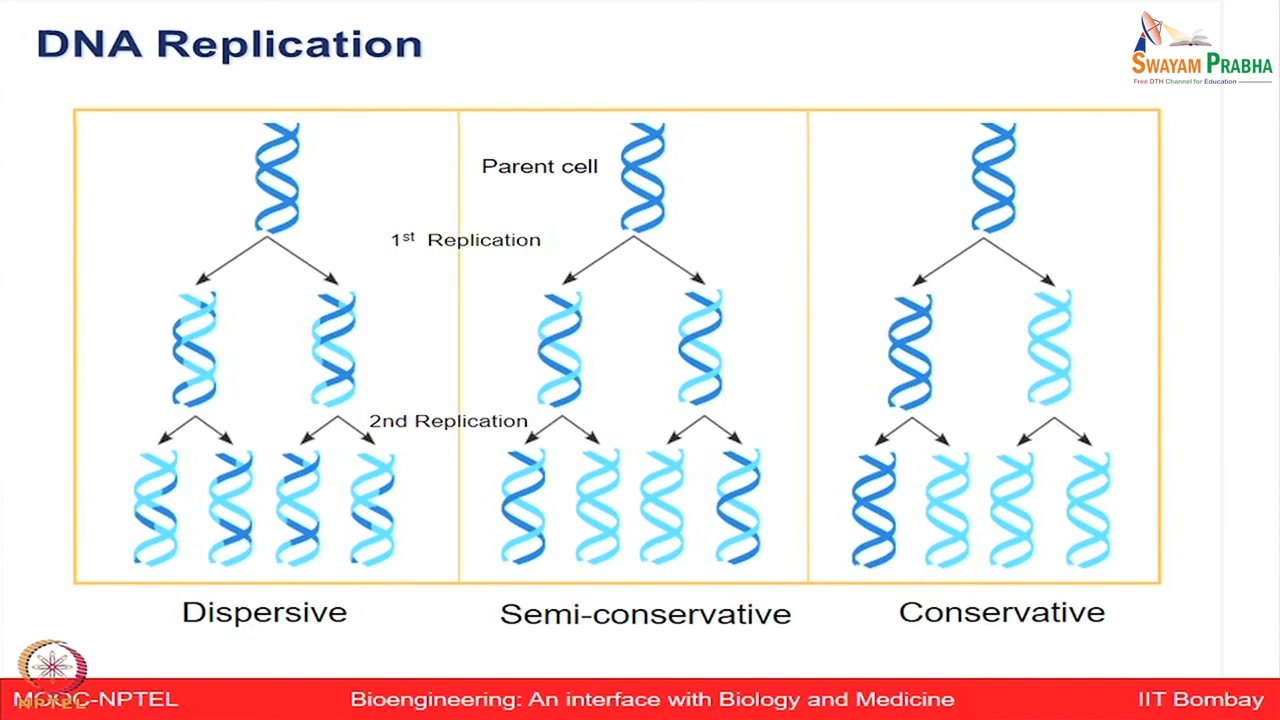 DNA Replication
SWAYAM PRABHA
Free DTH Channel for Education
Parent cell
1st Replication
2nd Replication
Dispersive
Semi-conservative
Conservative
NPTEL
MOOC-NPTEL
Bioengineering: An interface with Biology and Medicine
IIT Bombay